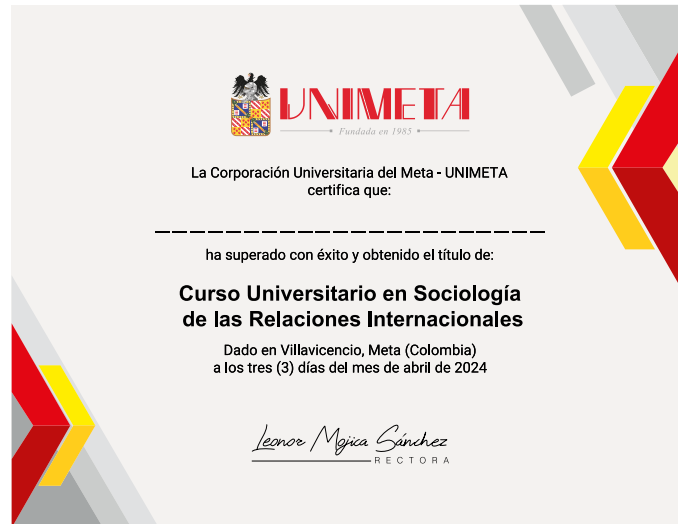 UNIMETA
Fundada en 1985
La Corporación Universitaria del Meta - UNIMETA
certifica que:
ha superado con éxito y obtenido el título de:
Curso Universitario en Sociología
de las Relaciones Internacionales
Dado en Villavicencio, Meta (Colombia)
a los tres (3) días del mes de abril de 2024
Leonor Mojica Sánchez
RECTORA